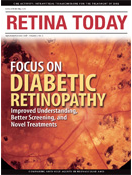 RETINA TODAY
FOCUS ON
DIABETIC
RETINOPATHY
Improved Understanding,
Better Screening, and
Novel Treatments